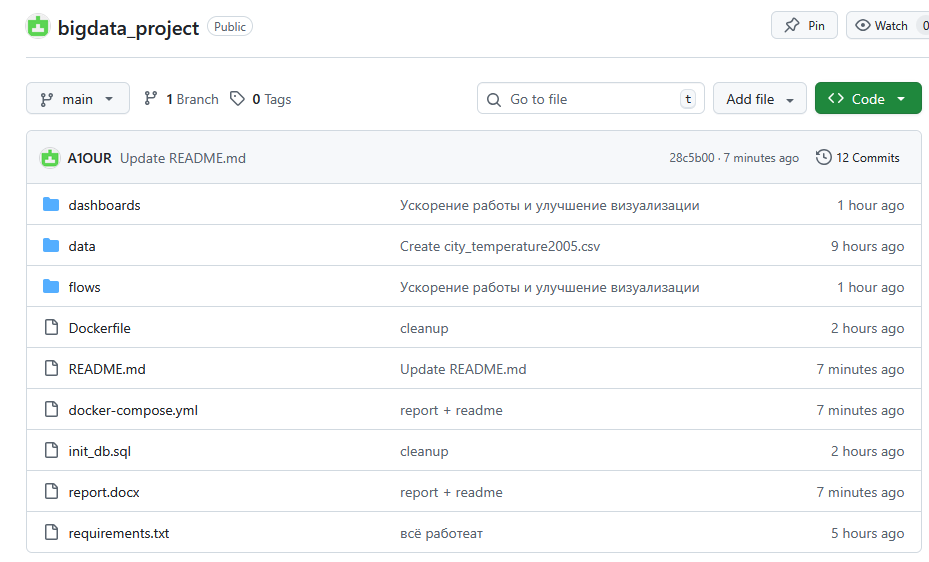 bigdata_project Public Pin Watch 0
main 1 Branch 0 Tags Go to file t Add file Code
A1OUR Update README.md 28c5b00 · 7 minutes ago 12 Commits
dashboards Ускорение работы и улучшение визуализации 1 hour ago
data Create city_temperature2005.csv 9 hours ago
flows Ускорение работы и улучшение визуализации 1 hour ago
Dockerfile cleanup 2 hours ago
README.md Update README.md 7 minutes ago
docker-compose.yml report + readme 7 minutes ago
init_db.sql cleanup 2 hours ago
report.docx report + readme 7 minutes ago
requirements.txt всё работеат 5 hours ago